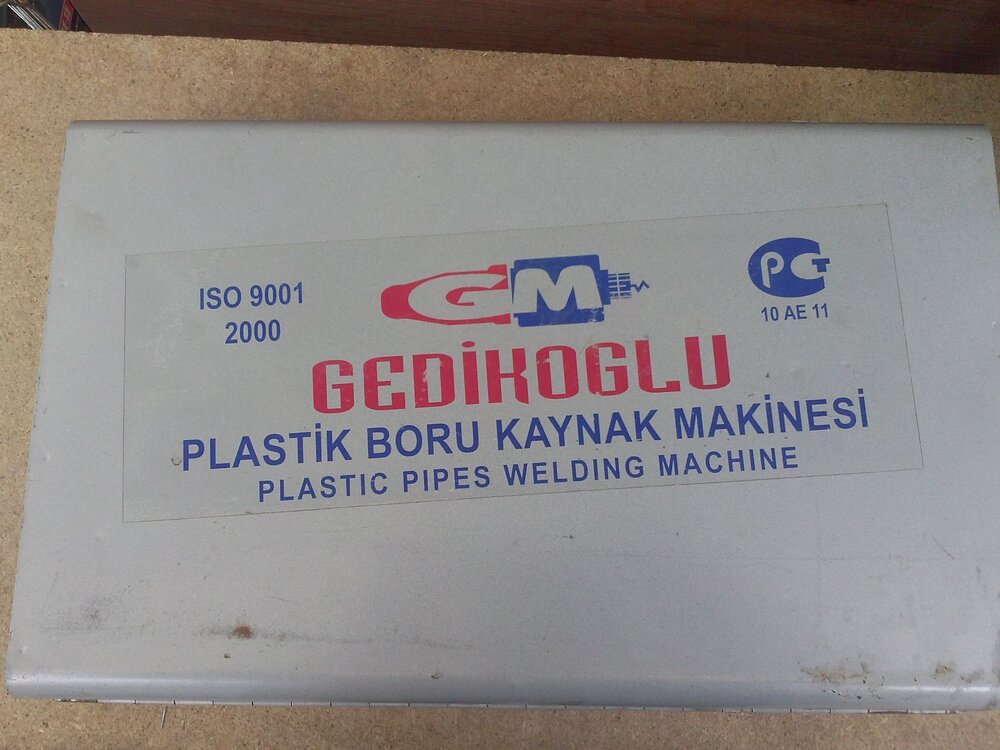 ISO 9001
2000
GM
PG
10 AE 11
GEDİKOGLU
PLASTİK BORU KAYNAK MAKİNESİ
PLASTIC PIPES WELDING MACHINE